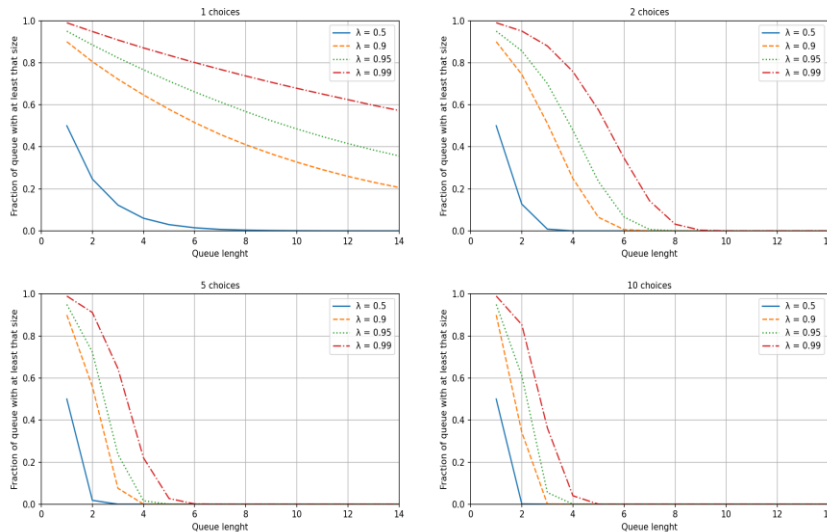 1 choices
Fraction of queue with at least that size
1.0
0.8
0.6
0.4
0.2
0.0
0 2 4 6 8 10 12 14
Queue lenght
λ = 0.5
λ = 0.9
λ = 0.95
λ = 0.99
2 choices
Fraction of queue with at least that size
1.0
0.8
0.6
0.4
0.2
0.0
0 2 4 6 8 10 12
Queue lenght
λ = 0.5
λ = 0.9
λ = 0.95
λ = 0.99
5 choices
Fraction of queue with at least that size
1.0
0.8
0.6
0.4
0.2
0.0
0 2 4 6 8 10 12 14
Queue lenght
λ = 0.5
λ = 0.9
λ = 0.95
λ = 0.99
10 choices
Fraction of queue with at least that size
1.0
0.8
0.6
0.4
0.2
0.0
0 2 4 6 8 10 12
Queue lenght
λ = 0.5
λ = 0.9
λ = 0.95
λ = 0.99